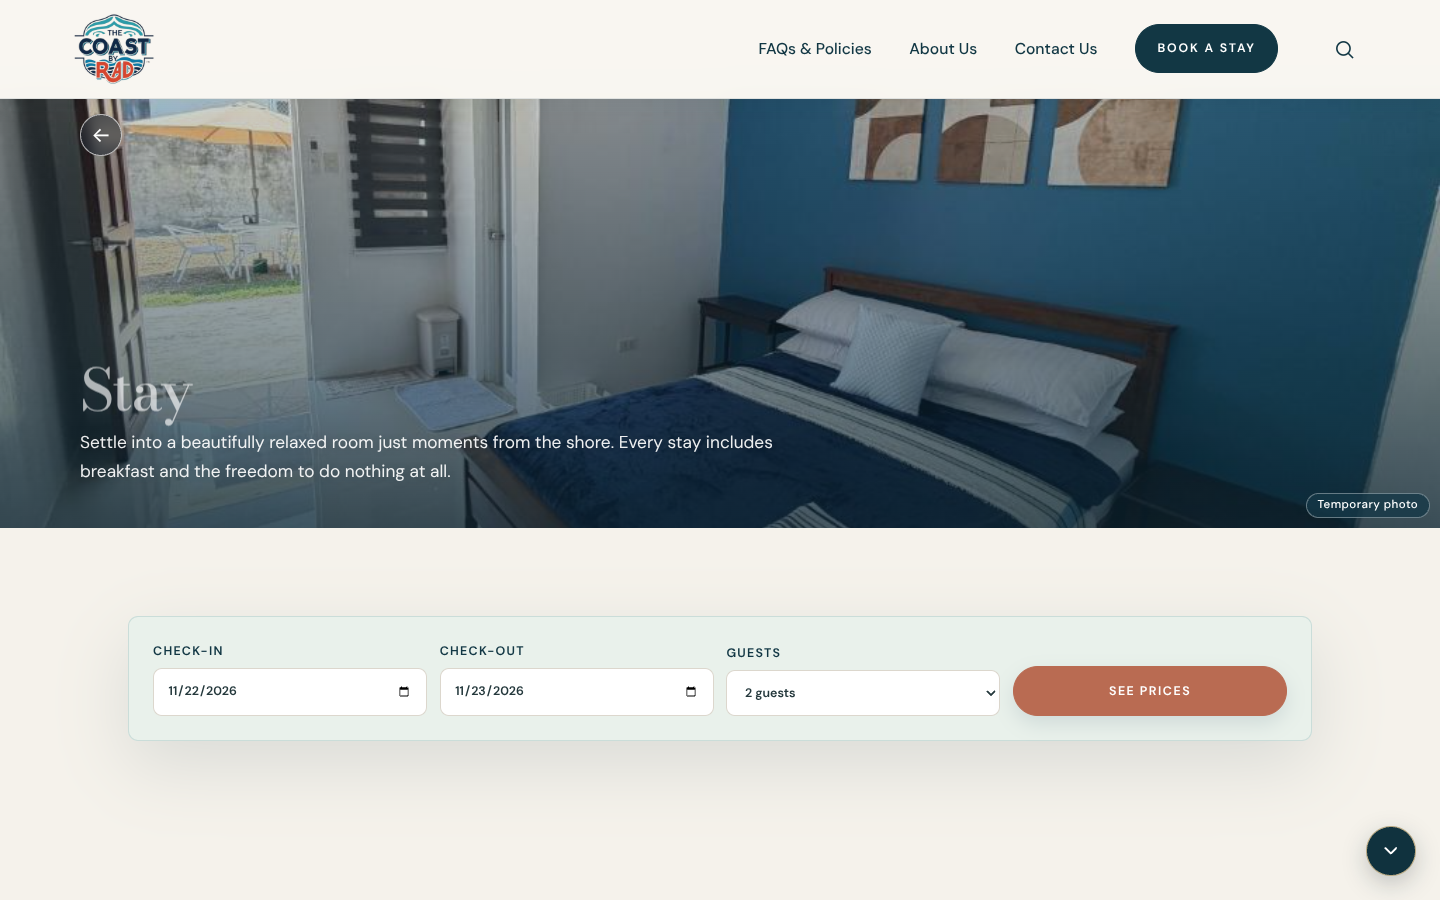 THE
COAST
BY
RAD
FAQs & Policies
About Us
Contact Us
BOOK A STAY
Stay
Settle into a beautifully relaxed room just moments from the shore. Every stay includes
breakfast and the freedom to do nothing at all.
Temporary photo
CHECK-IN
CHECK-OUT
GUESTS
11/22/2026
11/23/2026
2 guests
SEE PRICES